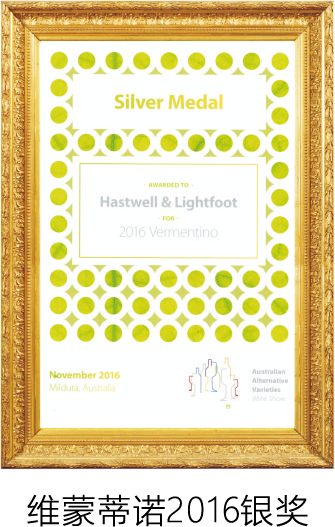 Silver Medal
· AWARDED TO ·
Hastwell & Lightfoot
- FOR -
2016 Vermentino
November 2016
Mildura, Australia
Australian
Alternative
Varieties
Wine Show
维蒙蒂诺2016银奖